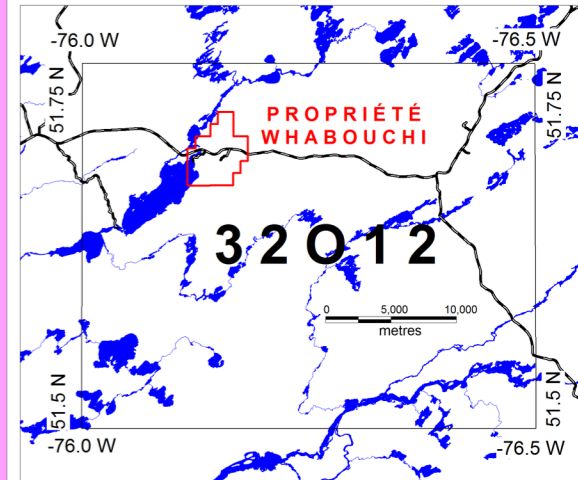 -76.0 W
-76.5 W
51.75 N
51.75 N
PROPRIÉTÉ
WHABOUCHI
32O12
0 5,000 10,000
metres
51.5 N
51.5 N
-76.0 W
-76.5 W